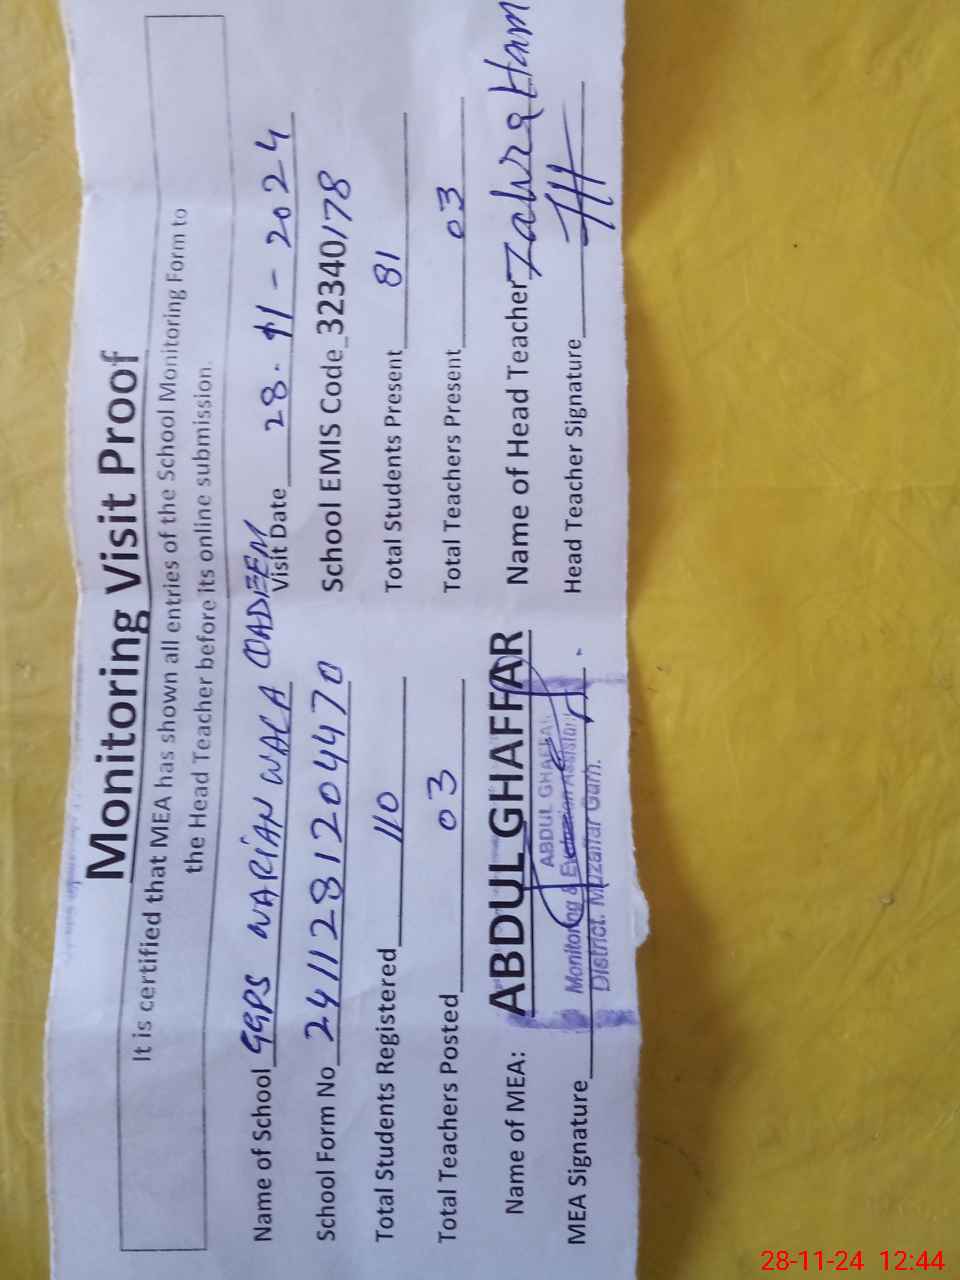 Monitoring Visit Proof
It is certified that MEA has shown all entries of the School Monitoring Form to
the Head Teacher before its online submission.
Name of School GGPS WARIAN WALA QADEEM Visit Date 28-11-2024
School Form No 2411281204470 School EMIS Code 32340178
Total Students Registered 110 Total Students Present 81
Total Teachers Posted 03 Total Teachers Present 03
Name of MEA: ABDUL GHAFFAR Name of Head Teacher Zahra Ham
ABDUL GHAFFAR
Monitoring & Evaluation Assistant
District. Muzaffar Garh.
MEA Signature Head Teacher Signature
28-11-24 12:44